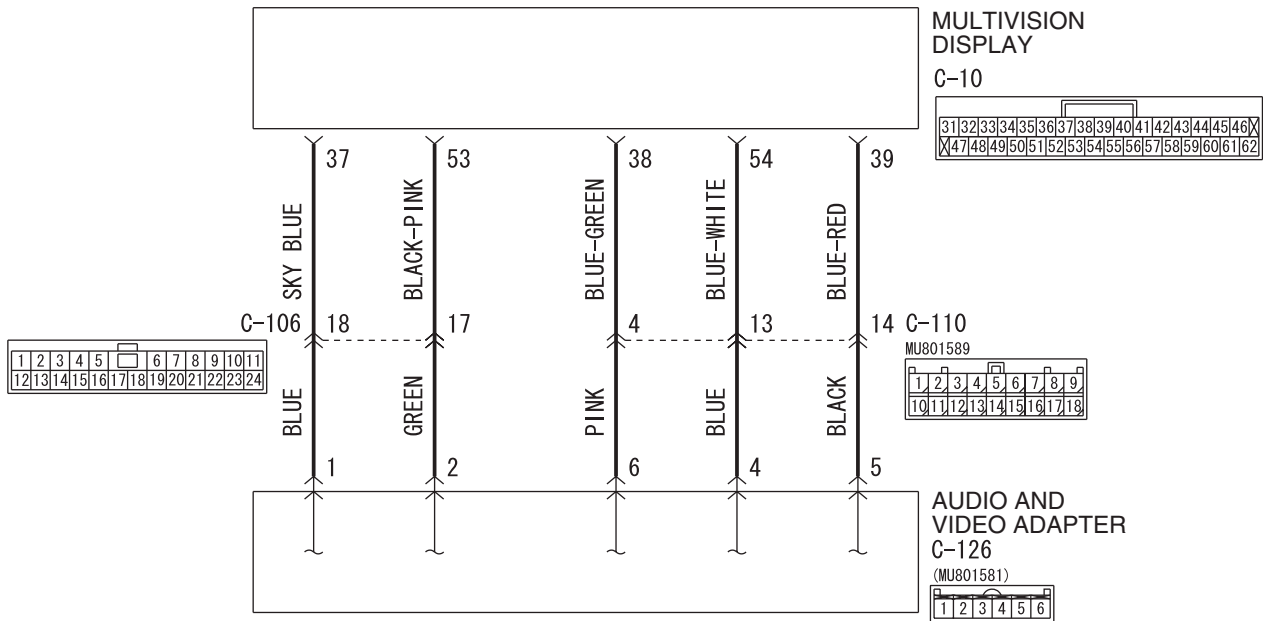 MULTIVISION
DISPLAY
C-10
31 32 33 34 35 36 37 38 39 40 41 42 43 44 45 46
47 48 49 50 51 52 53 54 55 56 57 58 59 60 61 62
37 53 38 54 39
SKY BLUE
BLACK-PINK
BLUE-GREEN
BLUE-WHITE
BLUE-RED
C-106 18 17 4 13 14 C-110
MU801589
1 2 3 4 5 6 7 8 9 10 11
12 13 14 15 16 17 18 19 20 21 22 23 24
1 2 3 4 5 6 7 8 9
10 11 12 13 14 15 16 17 18
BLUE
GREEN
PINK
BLUE
BLACK
1 2 6 4 5
AUDIO AND
VIDEO ADAPTER
C-126
(MU801581)
1 2 3 4 5 6